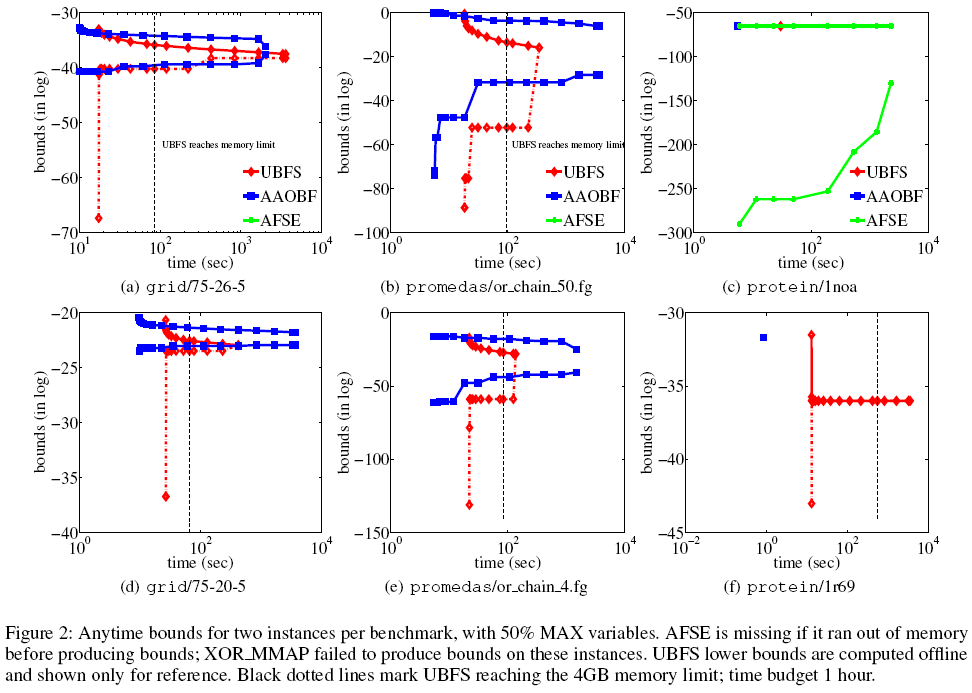 −30
−40
−50
−60
−70
bounds (in log)
UBFS reaches memory limit
UBFS
AAOBF
AFSE
10^1 10^2 10^3 10^4
time (sec)
(a) grid/75-26-5
0
−20
−40
−60
−80
−100
bounds (in log)
UBFS reaches memory limit
UBFS
AAOBF
AFSE
10^0 10^2 10^4
time (sec)
(b) promedas/or_chain_50.fg
−50
−100
−150
−200
−250
−300
bounds (in log)
UBFS
AAOBF
AFSE
10^0 10^2 10^4
time (sec)
(c) protein/1noa
−20
−25
−30
−35
−40
bounds (in log)
10^0 10^2 10^4
time (sec)
(d) grid/75-20-5
0
−50
−100
−150
bounds (in log)
10^0 10^2 10^4
time (sec)
(e) promedas/or_chain_4.fg
−30
−35
−40
−45
bounds (in log)
10^−2 10^0 10^2 10^4
time (sec)
(f) protein/1r69
Figure 2: Anytime bounds for two instances per benchmark, with 50% MAX variables. AFSE is missing if it ran out of memory
before producing bounds; XOR_MMAP failed to produce bounds on these instances. UBFS lower bounds are computed offline
and shown only for reference. Black dotted lines mark UBFS reaching the 4GB memory limit; time budget 1 hour.